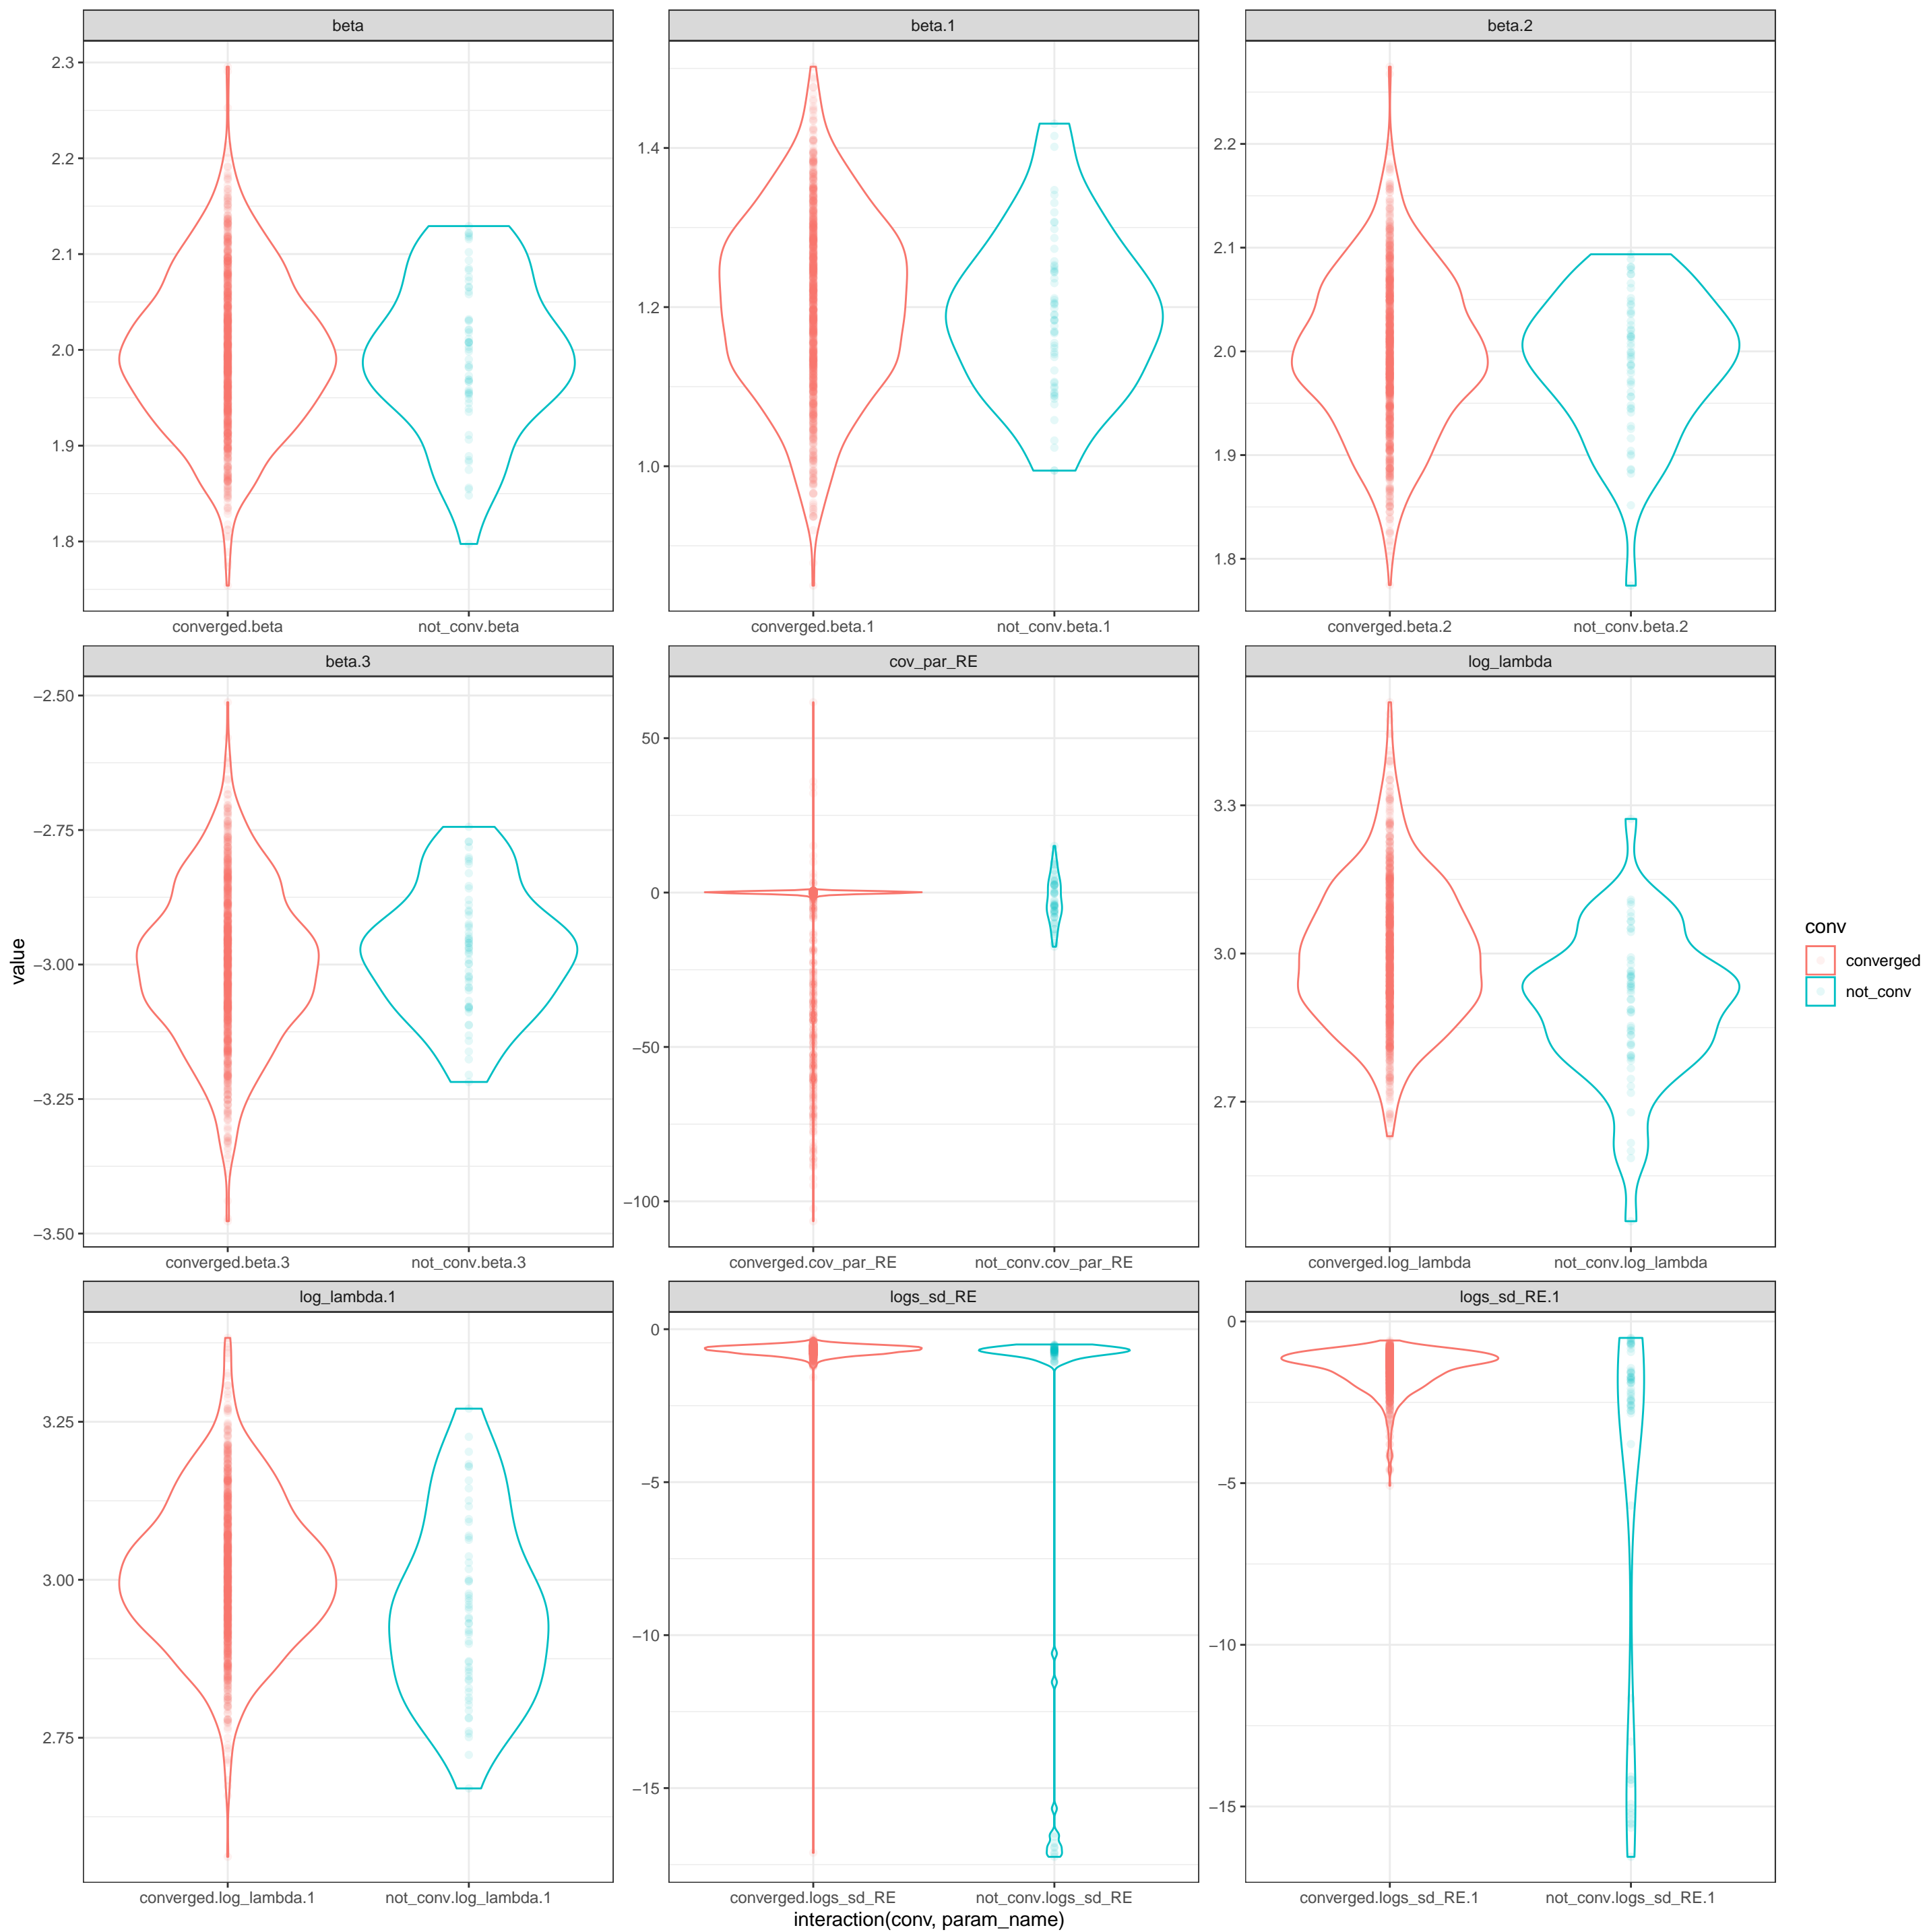 beta
beta.1
beta.2
2.3
2.2
2.1
2.0
1.9
1.8
1.4
1.2
1.0
2.2
2.1
2.0
1.9
1.8
converged.beta
not_conv.beta
converged.beta.1
not_conv.beta.1
converged.beta.2
not_conv.beta.2
beta.3
cov_par_RE
log_lambda
−2.50
−2.75
−3.00
−3.25
−3.50
50
0
−50
−100
3.3
3.0
2.7
converged.beta.3
not_conv.beta.3
converged.cov_par_RE
not_conv.cov_par_RE
converged.log_lambda
not_conv.log_lambda
value
conv
converged
not_conv
log_lambda.1
logs_sd_RE
logs_sd_RE.1
3.25
3.00
2.75
0
−5
−10
−15
0
−5
−10
−15
converged.log_lambda.1
not_conv.log_lambda.1
converged.logs_sd_RE
not_conv.logs_sd_RE
converged.logs_sd_RE.1
not_conv.logs_sd_RE.1
interaction(conv, param_name)